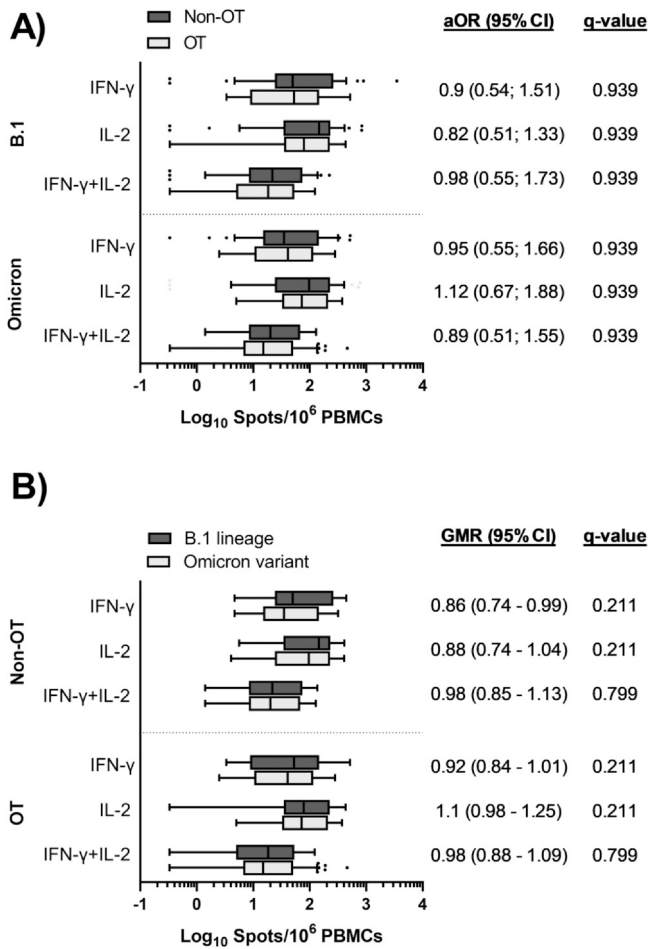 A)
Non-OT
OT
aOR (95% CI) q-value
B.1
IFN-γ 0.9 (0.54; 1.51) 0.939
IL-2 0.82 (0.51; 1.33) 0.939
IFN-γ+IL-2 0.98 (0.55; 1.73) 0.939
Omicron
IFN-γ 0.95 (0.55; 1.66) 0.939
IL-2 1.12 (0.67; 1.88) 0.939
IFN-γ+IL-2 0.89 (0.51; 1.55) 0.939
-1 0 1 2 3 4
Log10 Spots/10^6 PBMCs
B)
B.1 lineage
Omicron variant
GMR (95% CI) q-value
Non-OT
IFN-γ 0.86 (0.74 - 0.99) 0.211
IL-2 0.88 (0.74 - 1.04) 0.211
IFN-γ+IL-2 0.98 (0.85 - 1.13) 0.799
OT
IFN-γ 0.92 (0.84 - 1.01) 0.211
IL-2 1.1 (0.98 - 1.25) 0.211
IFN-γ+IL-2 0.98 (0.88 - 1.09) 0.799
-1 0 1 2 3 4
Log10 Spots/10^6 PBMCs